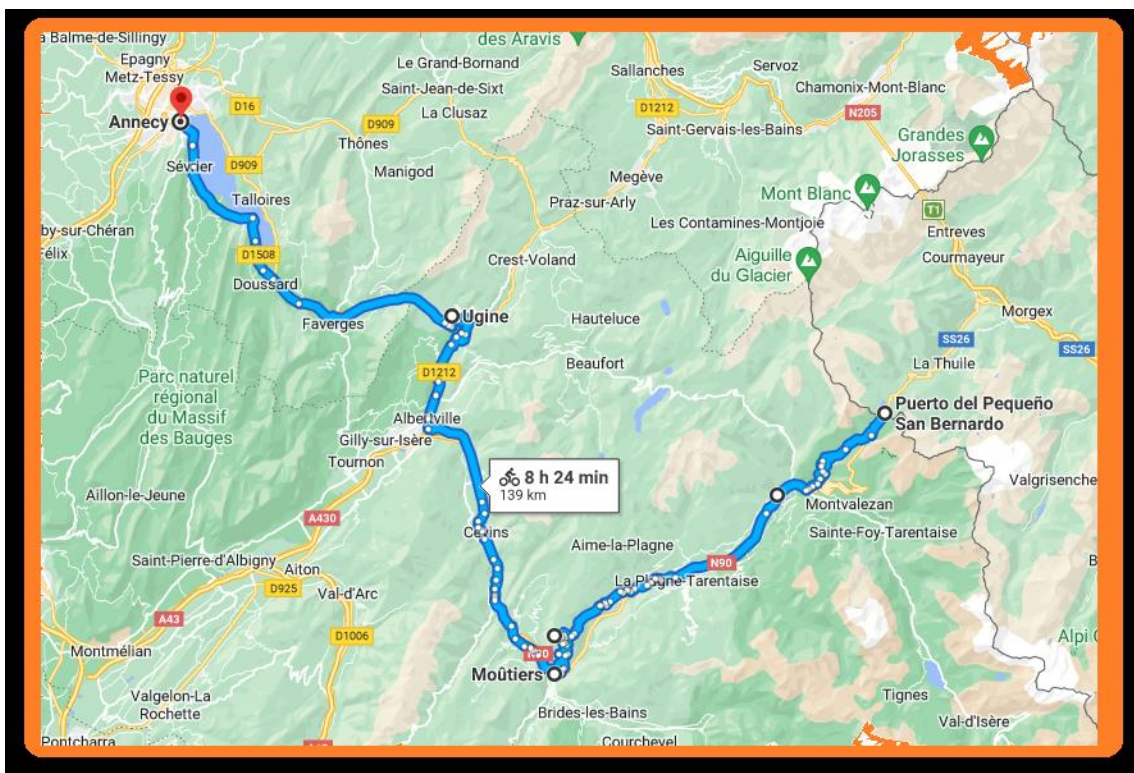 a Balme-de-Sillingy
Epagny
Metz-Tessy
Annecy
D16
D909
Sévrier
D909
Talloires
by-sur-Chéran
Félix
D1508
Doussard
Faverges
des Aravis
Le Grand-Bornand
Saint-Jean-de-Sixt
La Clusaz
D909
Thônes
Manigod
Sallanches
Servoz
D1212
Chamonix-Mont-Blanc
Saint-Gervais-les-Bains
N205
Grandes
Jorasses
Megève
Praz-sur-Arly
Mont Blanc
T1
Les Contamines-Montjoie
Entreves
Crest-Voland
Aiguille
du Glacier
Courmayeur
Ugine
Hauteluce
Morgex
SS26
SS26
Beaufort
La Thuile
D1212
Parc naturel
régional
du Massif
des Bauges
Albertville
Gilly-sur-Isère
Tournon
Puerto del Pequeño
San Bernardo
8 h 24 min
139 km
Valgrisenche
Aillon-le-Jeune
A430
Montvalezan
Cevins
Aime-la-Plagne
Sainte-Foy-Tarentaise
Saint-Pierre-d'Albigny
Aiton
N90
B
D925
Val-d'Arc
La Plagne-Tarentaise
A43
D1006
Montmélian
N90
Alpi
Moûtiers
Valgelon-La
Rochette
Brides-les-Bains
Tignes
Val-d'Isère
Pontcharra
Courchevel